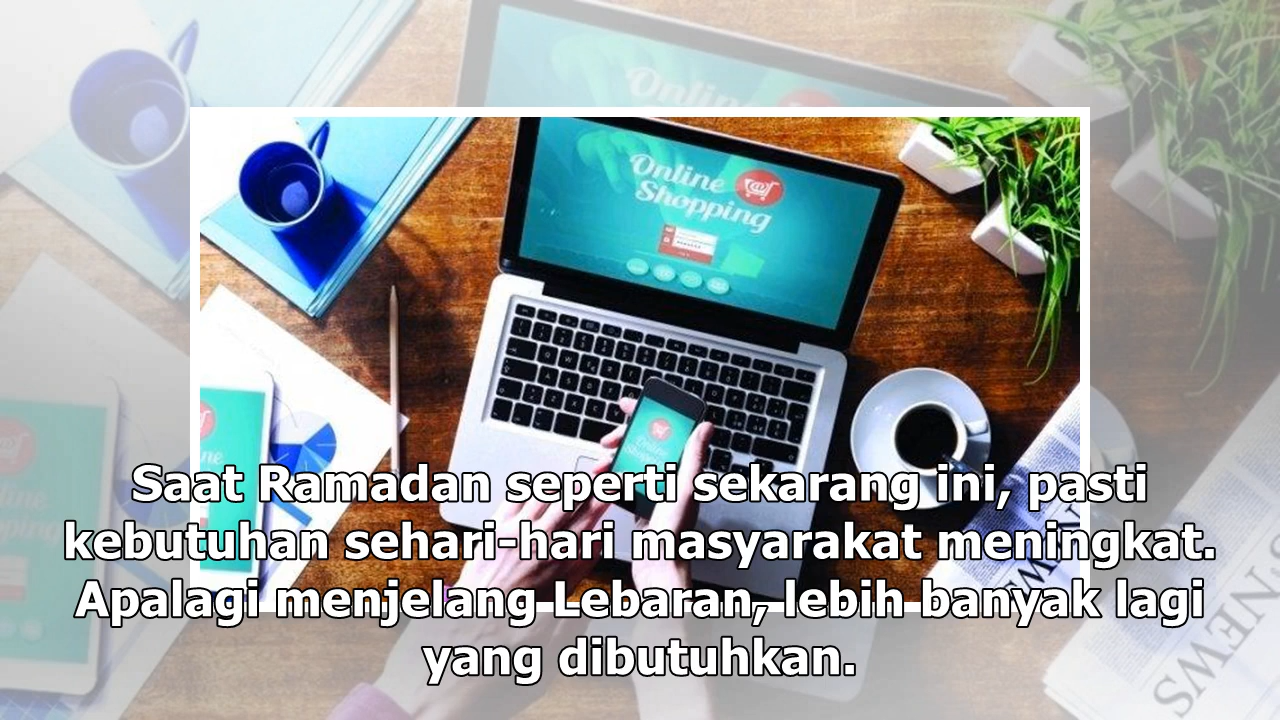 Online
Shopping
Online
Saat Ramadan seperti sekarang ini, pasti
kebutuhan sehari-hari masyarakat meningkat.
Apalagi menjelang Lebaran, lebih banyak lagi
yang dibutuhkan.
NEWS
NEWS